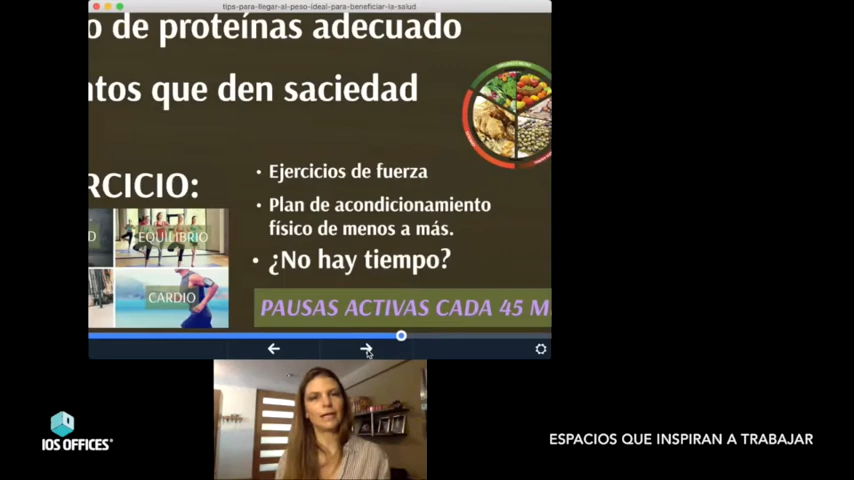 tips-para-llegar-al-peso-ideal-para-beneficiar-la-salud
o de proteínas adecuado
ntos que den saciedad
RCICIO:
• Ejercicios de fuerza
• Plan de acondicionamiento
físico de menos a más.
• ¿No hay tiempo?
D
EQUILIBRIO
CARDIO
PAUSAS ACTIVAS CADA 45 M
IOS OFFICES®
ESPACIOS QUE INSPIRAN A TRABAJAR